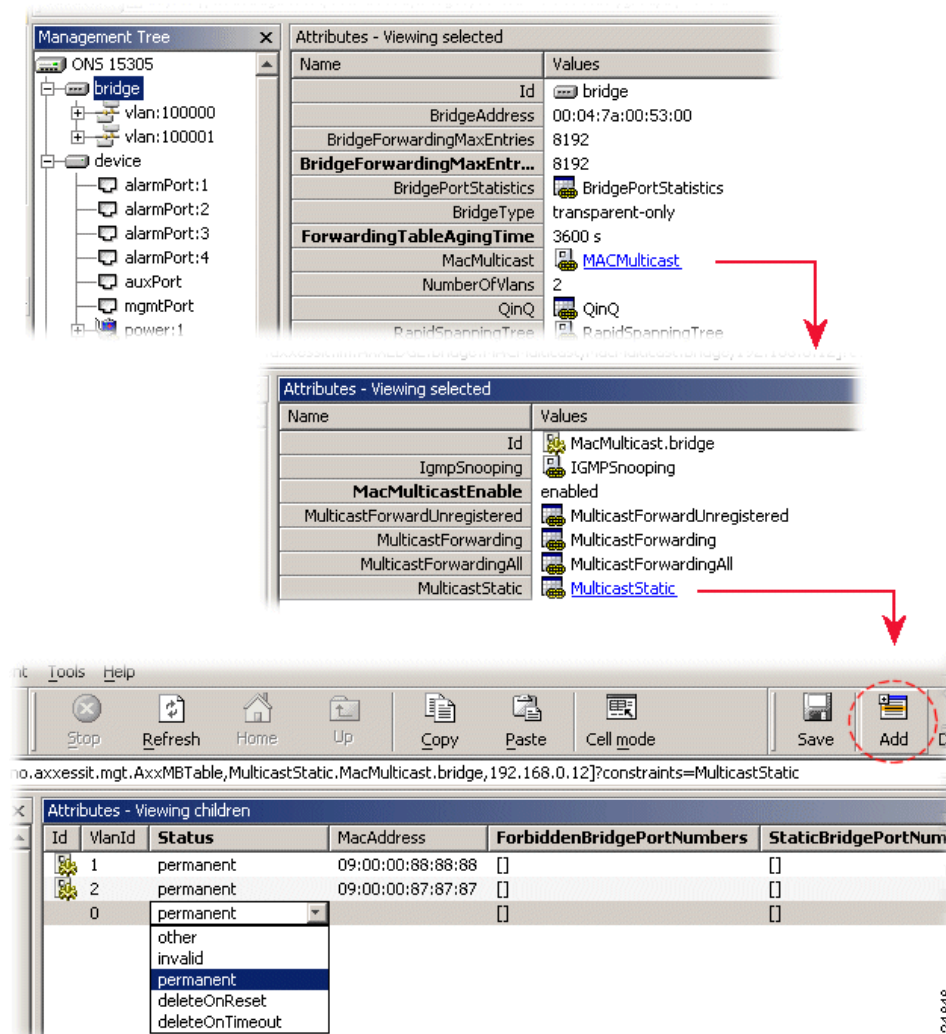 Management Tree
ONS 15305
bridge
vlan:100000
vlan:100001
device
alarmPort:1
alarmPort:2
alarmPort:3
alarmPort:4
auxPort
mgmtPort
power:1
Attributes - Viewing selected
Name Values
Id bridge
BridgeAddress 00:04:7a:00:53:00
BridgeForwardingMaxEntries 8192
BridgeForwardingMaxEntr... 8192
BridgePortStatistics BridgePortStatistics
BridgeType transparent-only
ForwardingTableAgingTime 3600 s
MacMulticast MACMulticast
NumberOfVlans 2
QinQ QinQ
RapidSpanningTree RapidSpanningTree
Attributes - Viewing selected
Name Values
Id MacMulticast.bridge
IgmpSnooping IGMPSnooping
MacMulticastEnable enabled
MulticastForwardUnregistered MulticastForwardUnregistered
MulticastForwarding MulticastForwarding
MulticastForwardingAll MulticastForwardingAll
MulticastStatic MulticastStatic
Tools Help
Stop Refresh Home Up Copy Paste Cell mode Save Add D
no.axxessit.mgt.AxxMBTable,MulticastStatic.MacMulticast.bridge,192.168.0.12]?constraints=MulticastStatic
Attributes - Viewing children
Id VlanId Status MacAddress ForbiddenBridgePortNumbers StaticBridgePortNum
1 permanent 09:00:00:88:88:88 [] []
2 permanent 09:00:00:87:87:87 [] []
0 permanent [] []
other
invalid
permanent
deleteOnReset
deleteOnTimeout